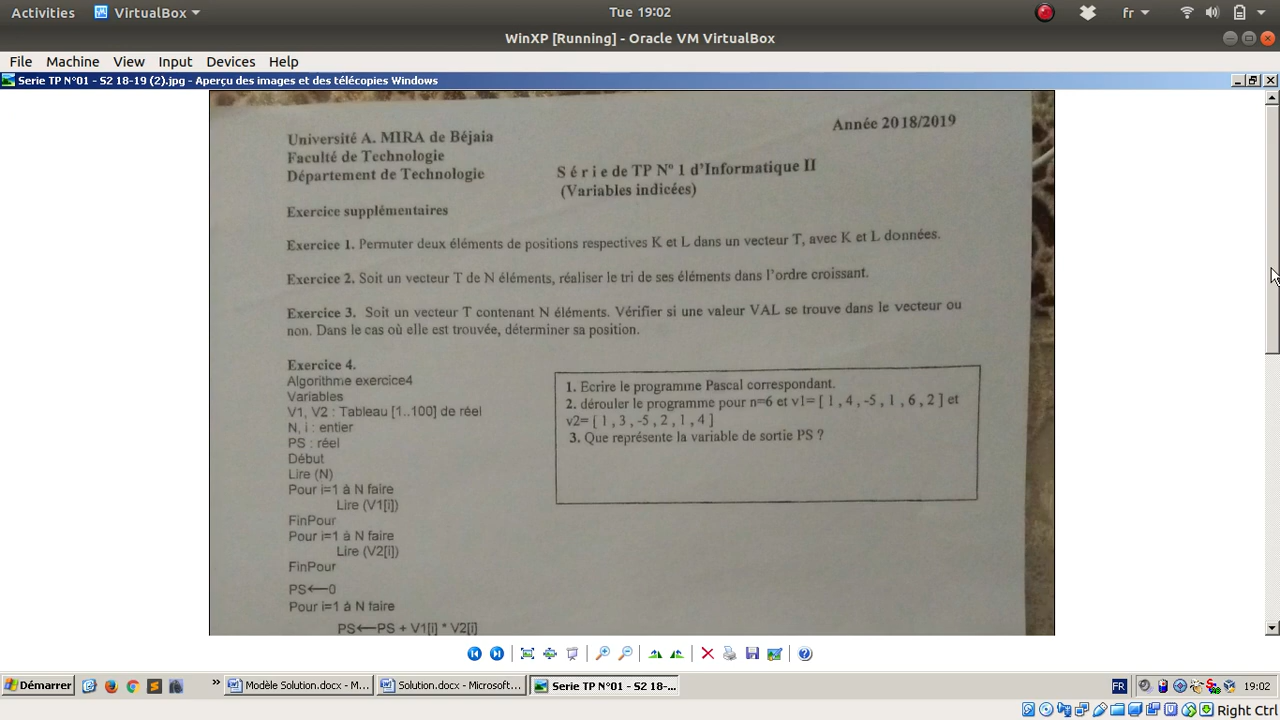 Activities VirtualBox Tue 19:02 fr
WinXP [Running] - Oracle VM VirtualBox
File Machine View Input Devices Help
Serie TP N°01 - S2 18-19 (2).jpg - Aperçu des images et des télécopies Windows
Université A. MIRA de Béjaia
Année 2018/2019
Faculté de Technologie
Département de Technologie
S é r i e de TP Nº 1 d'Informatique II
(Variables indicées)
Exercice supplémentaires
Exercice 1. Permuter deux éléments de positions respectives K et L dans un vecteur T, avec K et L données.
Exercice 2. Soit un vecteur T de N éléments, réaliser le tri de ses éléments dans l'ordre croissant.
Exercice 3. Soit un vecteur T contenant N éléments. Vérifier si une valeur VAL se trouve dans le vecteur ou
non. Dans le cas où elle est trouvée, déterminer sa position.
Exercice 4.
Algorithme exercice4
Variables
V1, V2 : Tableau [1..100] de réel
N, i : entier
PS : réel
Début
Lire (N)
Pour i=1 à N faire
Lire (V1[i])
FinPour
Pour i=1 à N faire
Lire (V2[i])
FinPour
PS←0
Pour i=1 à N faire
PS←PS + V1[i] * V2[i]
1. Ecrire le programme Pascal correspondant.
2. dérouler le programme pour n=6 et v1= [ 1 , 4 , -5 , 1 , 6 , 2 ] et
v2= [ 1 , 3 , -5 , 2 , 1 , 4 ]
3. Que représente la variable de sortie PS ?
Démarrer » Modèle Solution.docx - M... Solution.docx - Microsoft... Serie TP N°01 - S2 18-... FR 19:02
Right Ctrl